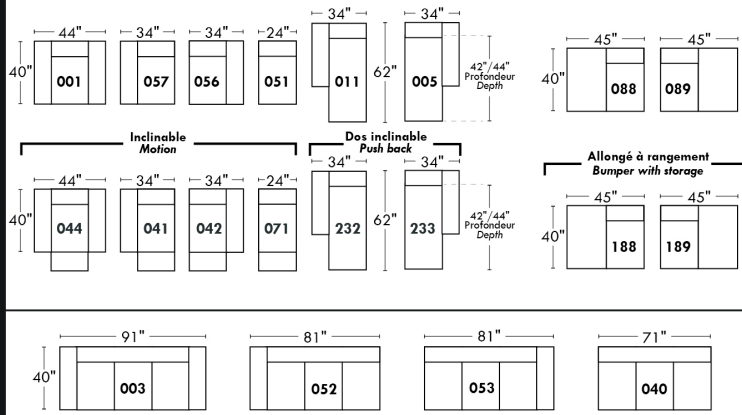 44" 34" 34" 24" 34" 34" 45" 45"
40" 001 057 056 051 011 62" 005 42"/44" 40" 088 089
Profondeur
Depth
Inclinable
Motion
Dos inclinable
Push back
Allongé à rangement
Bumper with storage
44" 34" 34" 24" 34" 34" 45" 45"
40" 044 041 042 071 232 62" 233 42"/44" 40" 188 189
Profondeur
Depth
91" 81" 81" 71"
40" 003 052 053 040